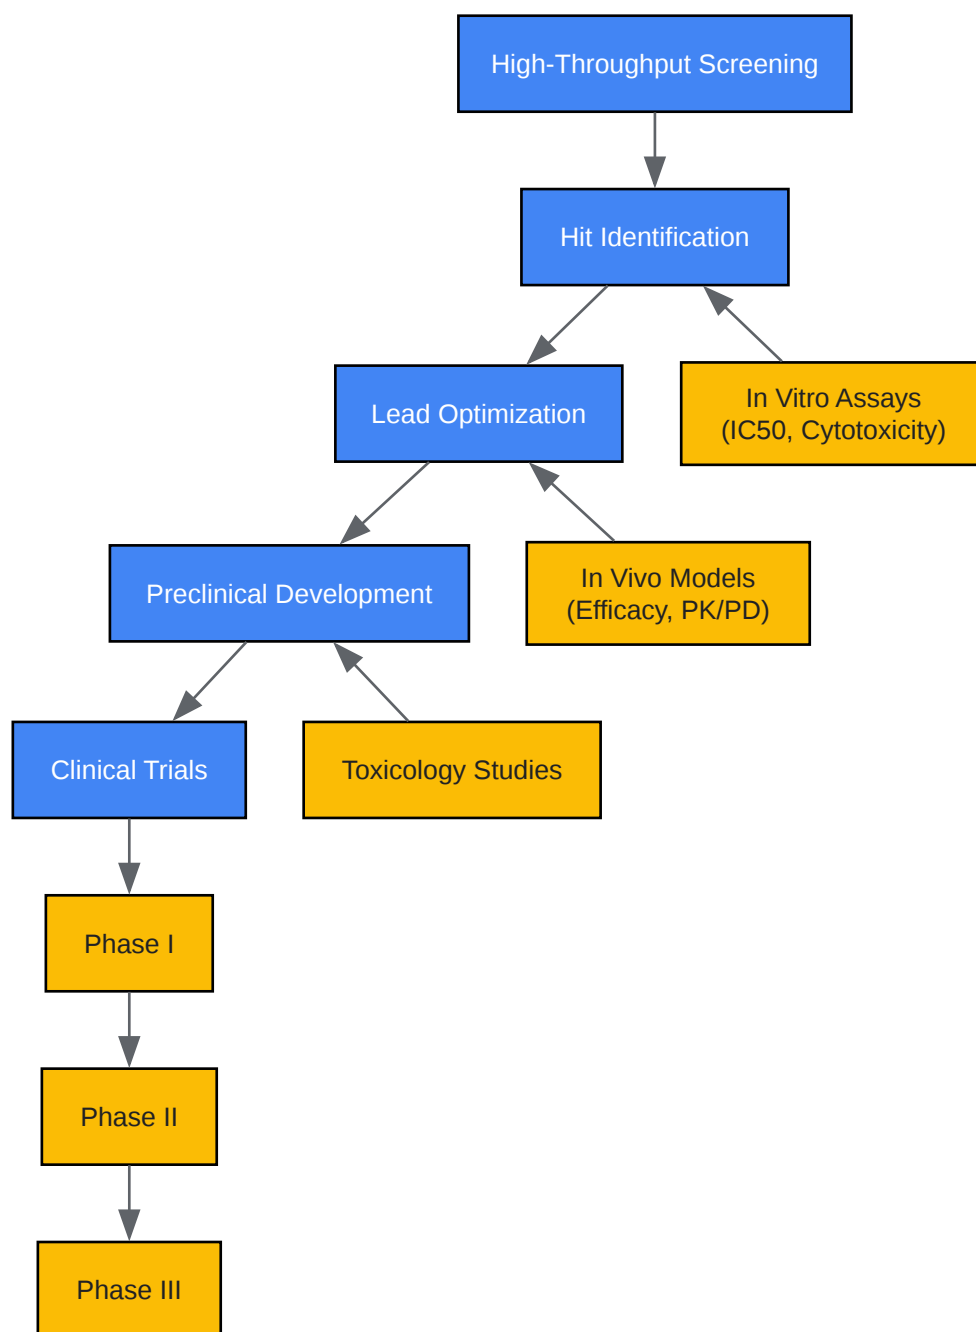 High-Throughput Screening
Hit Identification
Lead Optimization
In Vitro Assays
(IC50, Cytotoxicity)
Preclinical Development
In Vivo Models
(Efficacy, PK/PD)
Clinical Trials
Toxicology Studies
Phase I
Phase II
Phase III